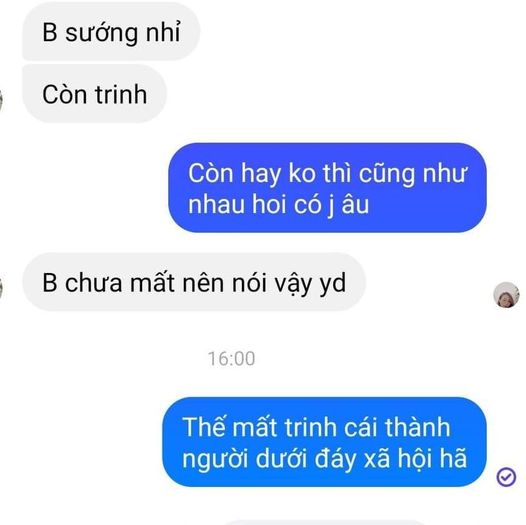 B sướng nhỉ
Còn trinh
Còn hay ko thì cũng như
nhau hoi có j âu
B chưa mất nên nói vậy yd
16:00
Thế mất trinh cái thành
người dưới đáy xã hội hã